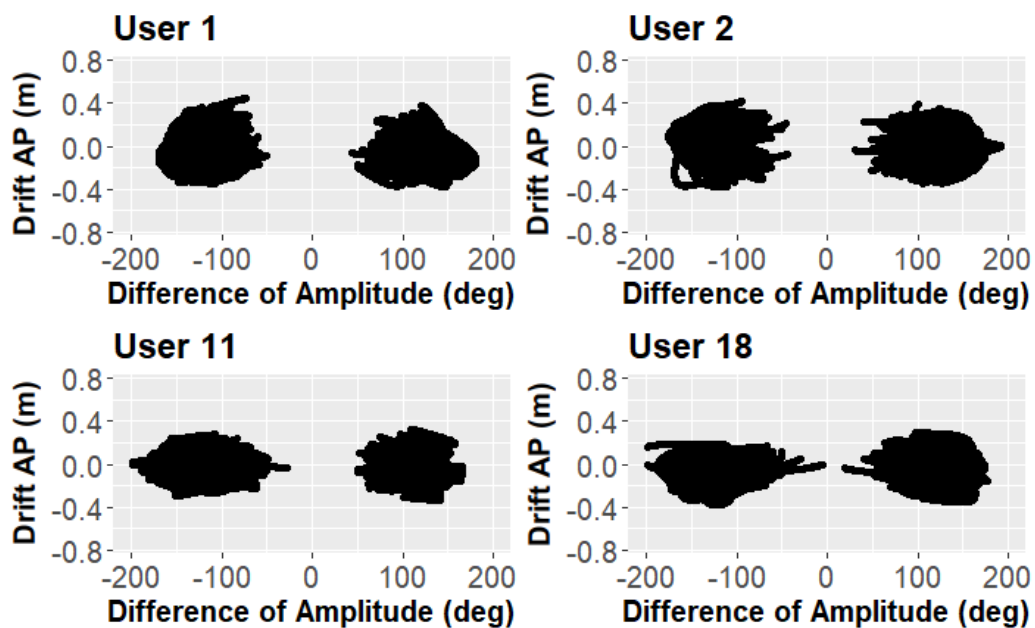 User 1
Drift AP (m)
0.8
0.4
0.0
-0.4
-0.8
-200 -100 0 100 200
Difference of Amplitude (deg)
User 2
Drift AP (m)
0.8
0.4
0.0
-0.4
-0.8
-200 -100 0 100 200
Difference of Amplitude (deg)
User 11
Drift AP (m)
0.8
0.4
0.0
-0.4
-0.8
-200 -100 0 100 200
Difference of Amplitude (deg)
User 18
Drift AP (m)
0.8
0.4
0.0
-0.4
-0.8
-200 -100 0 100 200
Difference of Amplitude (deg)